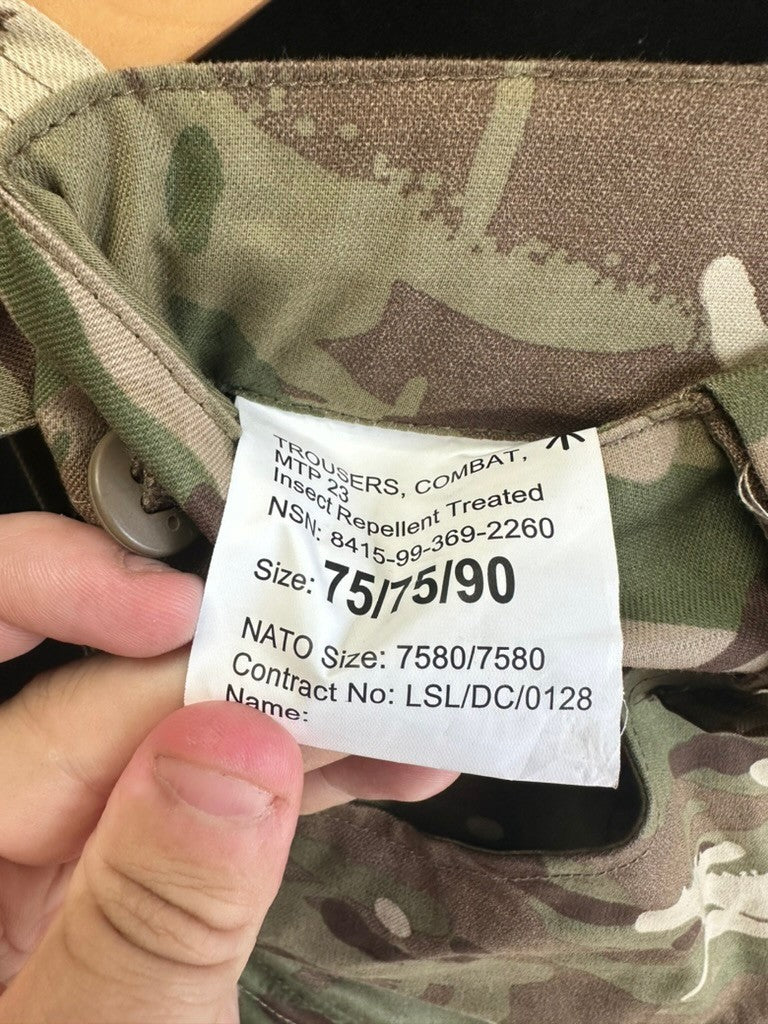 TROUSERS, COMBAT,
MTP 23
Insect Repellent Treated
NSN: 8415-99-369-2260
Size: 75/75/90
NATO Size: 7580/7580
Contract No: LSL/DC/0128
Name: